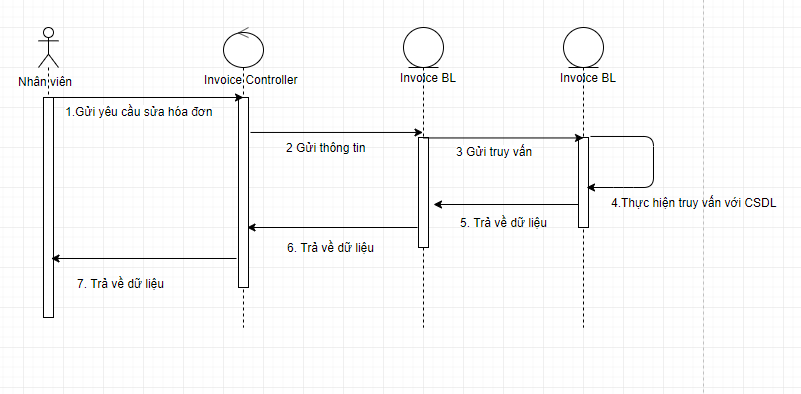 Nhân viên
Invoice Controller
Invoice BL
Invoice BL
1.Gửi yêu cầu sửa hóa đơn
2 Gửi thông tin
3 Gửi truy vấn
4.Thực hiện truy vấn với CSDL
5. Trả về dữ liệu
6. Trả về dữ liệu
7. Trả về dữ liệu